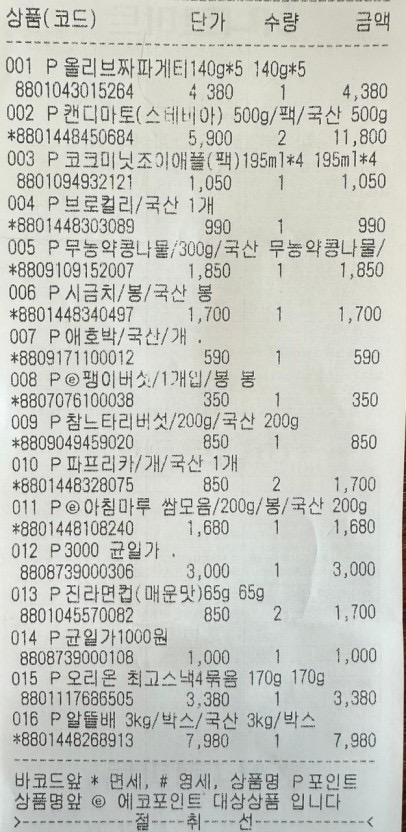 상품(코드) 단가 수량 금액
001 P 올리브짜파게티140g*5 140g*5
8801043015264 4,380 1 4,380
002 P 캔디마토(스테비아) 500g/팩/국산 500g
*8801448450684 5,900 2 11,800
003 P 코코미닛조이애플(팩)195ml*4 195ml*4
8801094932121 1,050 1 1,050
004 P 브로컬리/국산 1개
*8801448303089 990 1 990
005 P 무농약콩나물/300g/국산 무농약콩나물/
*8809109152007 1,850 1 1,850
006 P 시금치/봉/국산 봉
*8801448340497 1,700 1 1,700
007 P 애호박/국산/개 .
*8809171100012 590 1 590
008 P ⓔ 팽이버섯/1개입/봉 봉
*8807076100038 350 1 350
009 P 참느타리버섯/200g/국산 200g
*8809049459020 850 1 850
010 P 파프리카/개/국산 1개
*8801448328075 850 2 1,700
011 P ⓔ 아침마루 쌈모음/200g/봉/국산 200g
*8801448108240 1,680 1 1,680
012 P 3000 균일가 .
8808739000306 3,000 1 3,000
013 P 진라면컵(매운맛)65g 65g
8801045570082 850 2 1,700
014 P 균일가1000원
8808739000108 1,000 1 1,000
015 P 오리온 최고스낵4묶음 170g 170g
8801117686505 3,380 1 3,380
016 P 알뜰배 3kg/박스/국산 3kg/박스
*8801448268913 7,980 1 7,980
바코드앞 * 면세, # 영세, 상품명 P 포인트
상품명앞 ⓔ 에코포인트 대상상품 입니다
>--------절---취---선-------------<